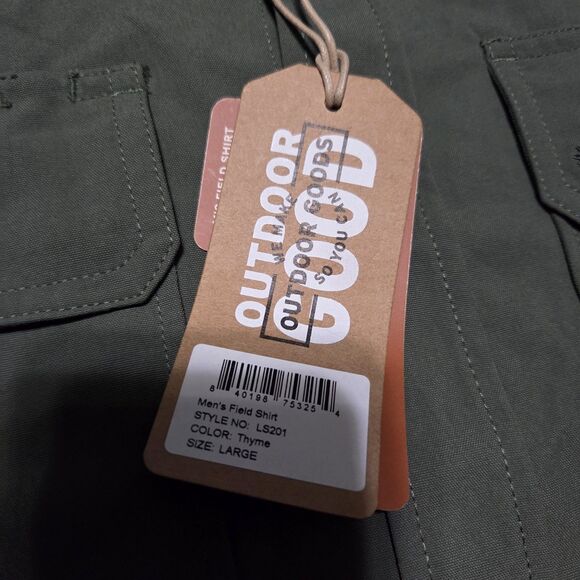 OUTDOOR
WE MAKE
OUTDOOR GOODS
SO YOU CAN
GOOD
N'S FIELD SHIRT
8 40198 75325 4
Men's Field Shirt
STYLE NO: LS201
COLOR: Thyme
SIZE: LARGE